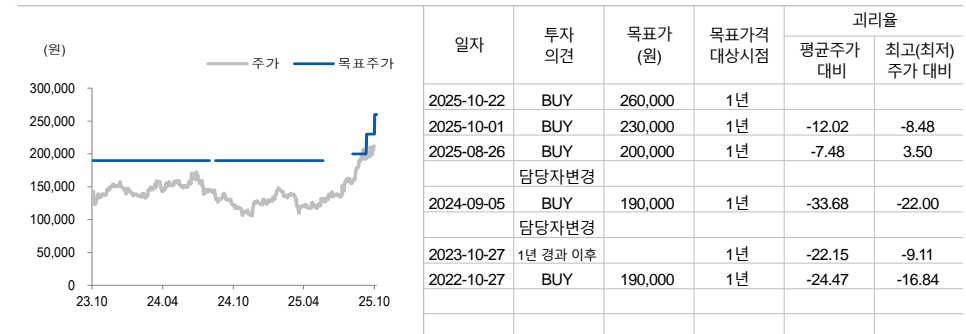 (원)
주가 목표주가
300,000
250,000
200,000
150,000
100,000
50,000
0
23.10 24.04 24.10 25.04 25.10
일자 투자의견 목표가(원) 목표가격대상시점 괴리율
평균주가대비 최고(최저)주가 대비
2025-10-22 BUY 260,000 1년
2025-10-01 BUY 230,000 1년 -12.02 -8.48
2025-08-26 BUY 200,000 1년 -7.48 3.50
담당자변경
2024-09-05 BUY 190,000 1년 -33.68 -22.00
담당자변경
2023-10-27 1년 경과 이후 1년 -22.15 -9.11
2022-10-27 BUY 190,000 1년 -24.47 -16.84